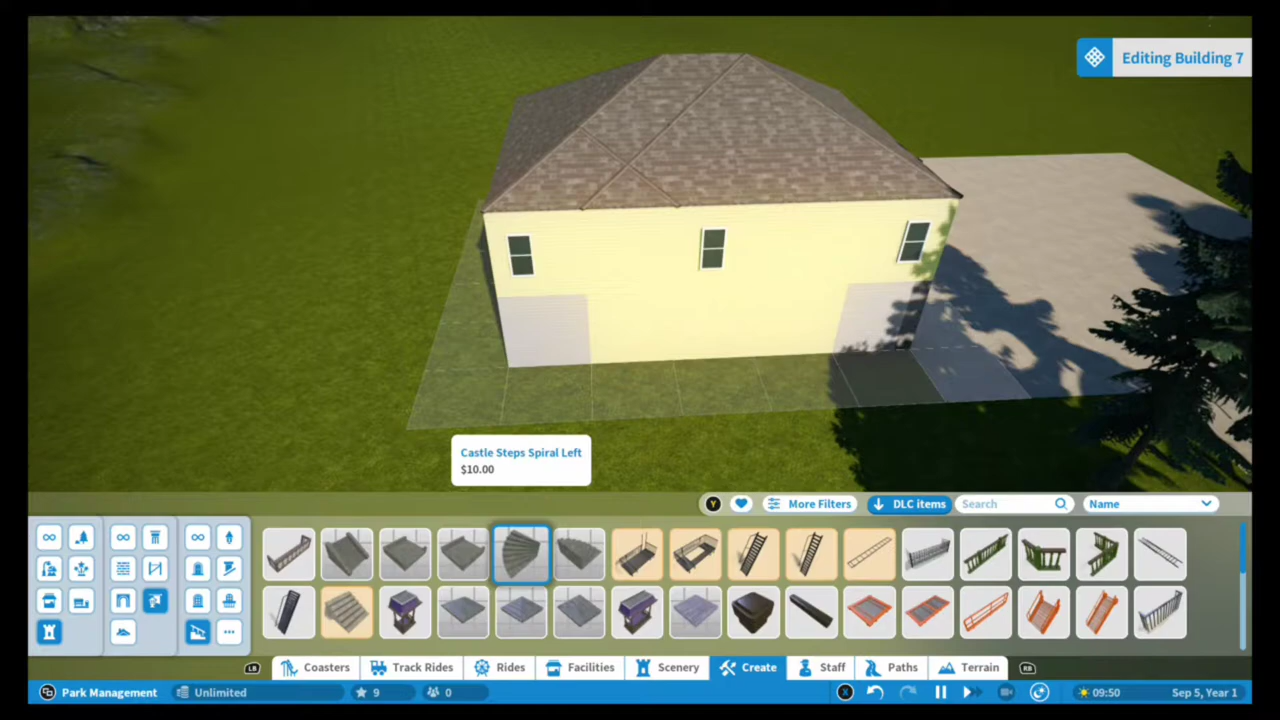 Editing Building 7
Castle Steps Spiral Left
$10.00
Y
More Filters
DLC items
Search
Name
LB
Coasters
Track Rides
Rides
Facilities
Scenery
Create
Staff
Paths
Terrain
RB
Park Management
Unlimited
9
0
X
09:50
Sep 5, Year 1